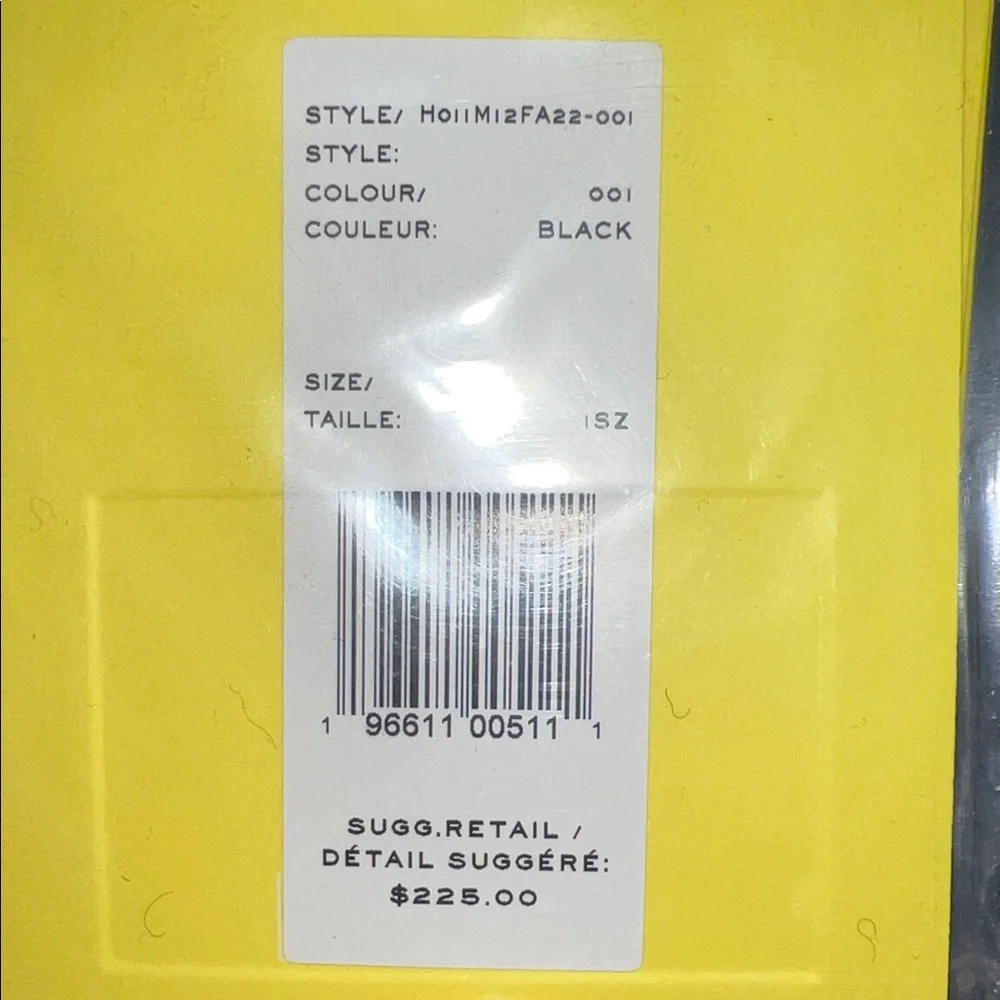 STYLE/ H011M12FA22-001
STYLE:
COLOUR/ 001
COULEUR: BLACK
SIZE/
TAILLE: 1SZ
1 96611 00511 1
SUGG.RETAIL /
DÉTAIL SUGGÉRÉ:
$225.00